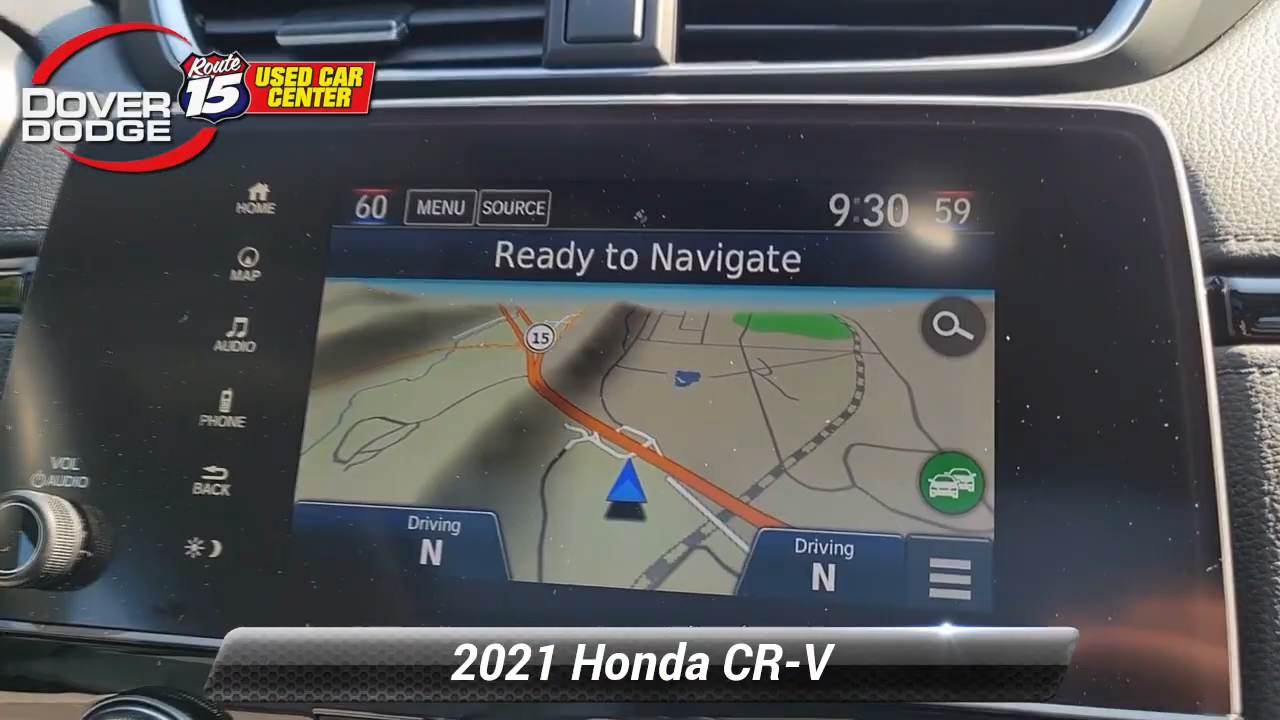 DOVER
DODGE
Route
15
USED CAR
CENTER
HOME
MAP
AUDIO
PHONE
BACK
VOL
AUDIO
60 MENU SOURCE 9:30 59
Ready to Navigate
15
Driving
N
Driving
N
2021 Honda CR-V